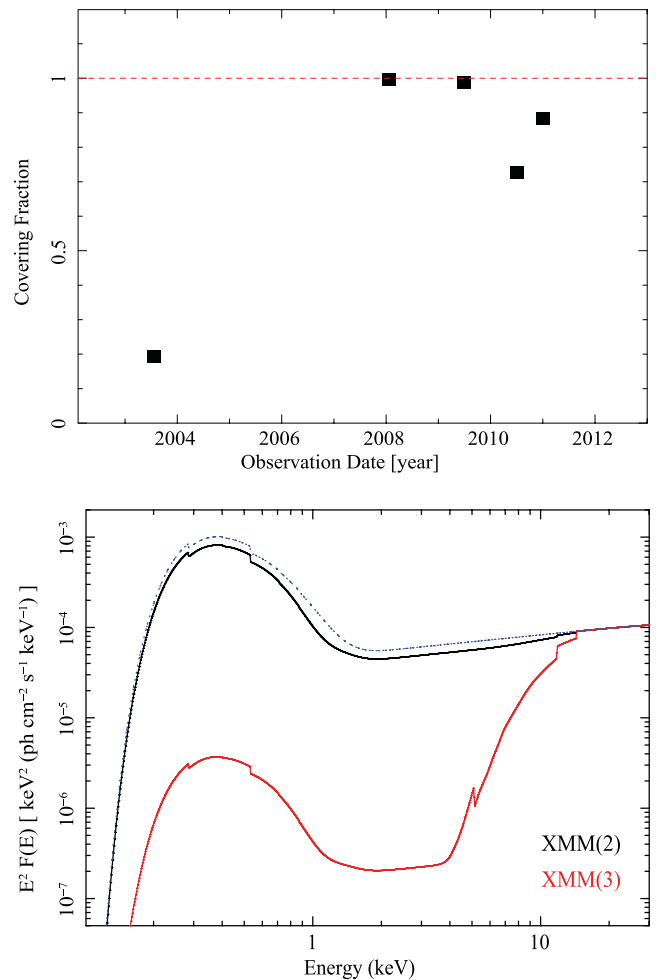 1
0.5
0
Covering Fraction
2004 2006 2008 2010 2012
Observation Date [year]
10⁻³
10⁻⁴
10⁻⁵
10⁻⁶
10⁻⁷
E² F(E) [ keV² (ph cm⁻² s⁻¹ keV⁻¹) ]
XMM(2)
XMM(3)
1 10
Energy (keV)